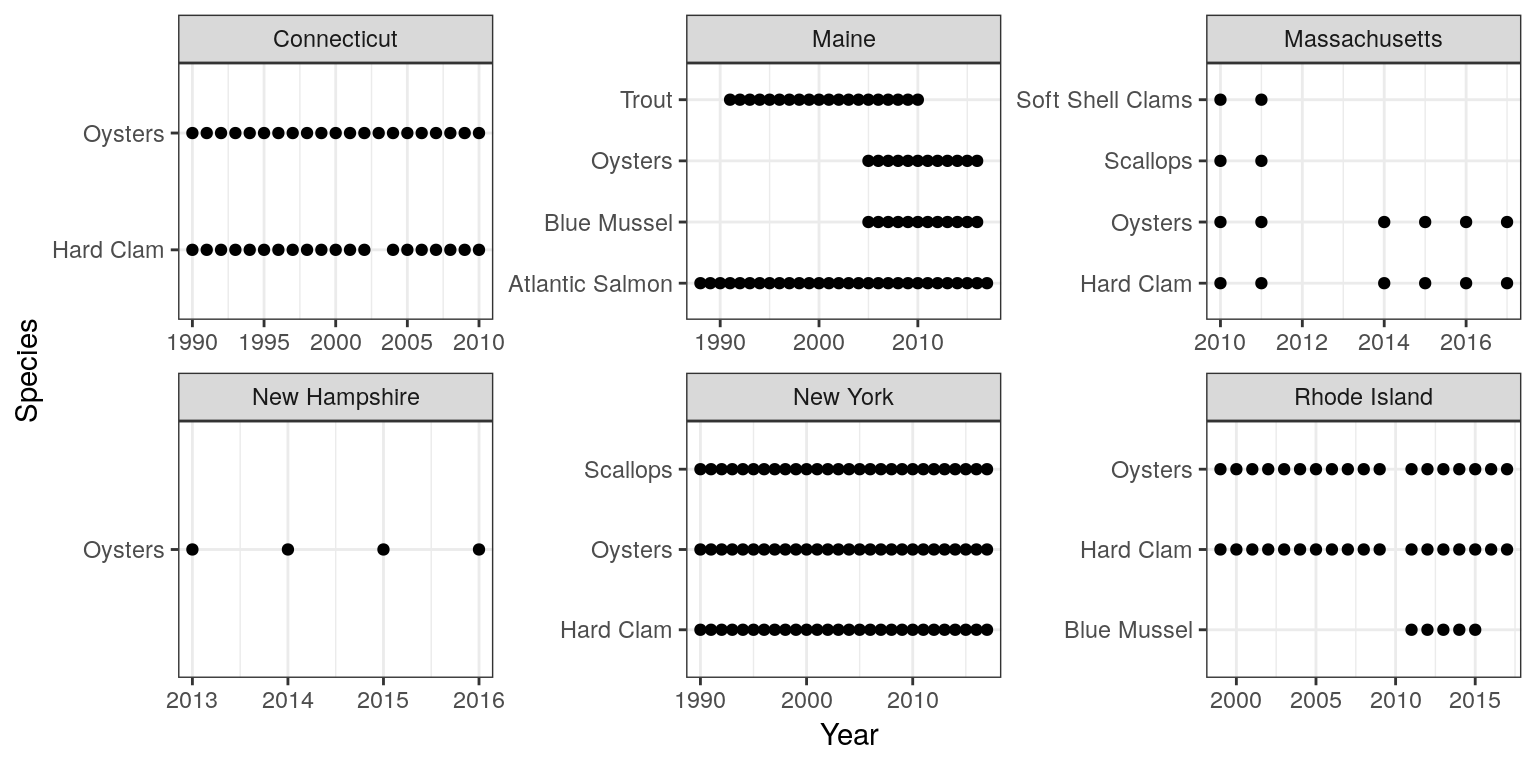 Connecticut
Maine
Massachusetts
Oysters
Hard Clam
1990 1995 2000 2005 2010
Trout
Oysters
Blue Mussel
Atlantic Salmon
1990 2000 2010
Soft Shell Clams
Scallops
Oysters
Hard Clam
2010 2012 2014 2016
Species
New Hampshire
New York
Rhode Island
Oysters
2013 2014 2015 2016
Scallops
Oysters
Hard Clam
1990 2000 2010
Oysters
Hard Clam
Blue Mussel
2000 2005 2010 2015
Year